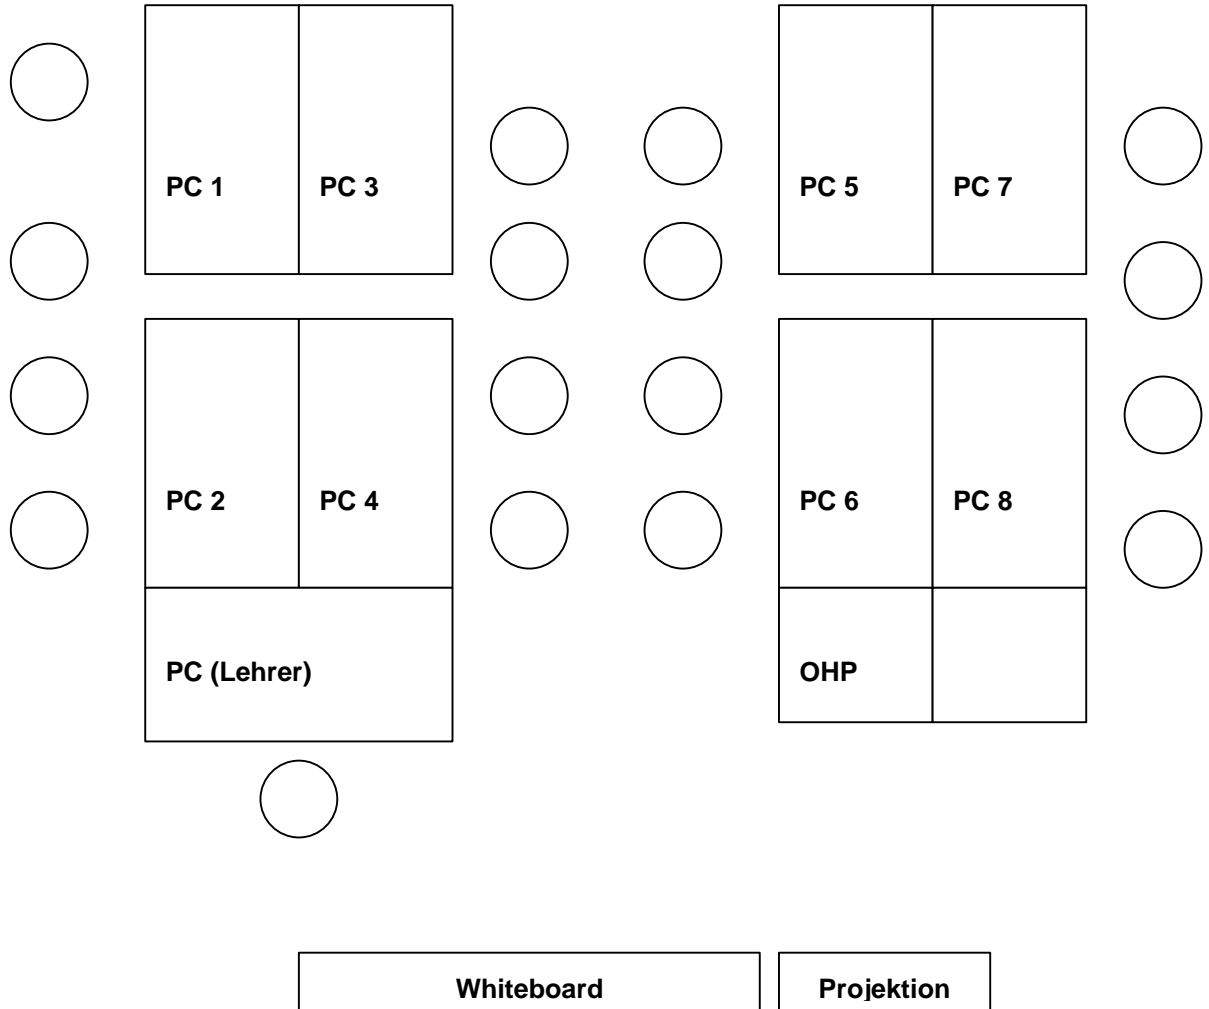 PC 1
PC 3
PC 5
PC 7
PC 2
PC 4
PC 6
PC 8
PC (Lehrer)
OHP
Whiteboard
Projektion